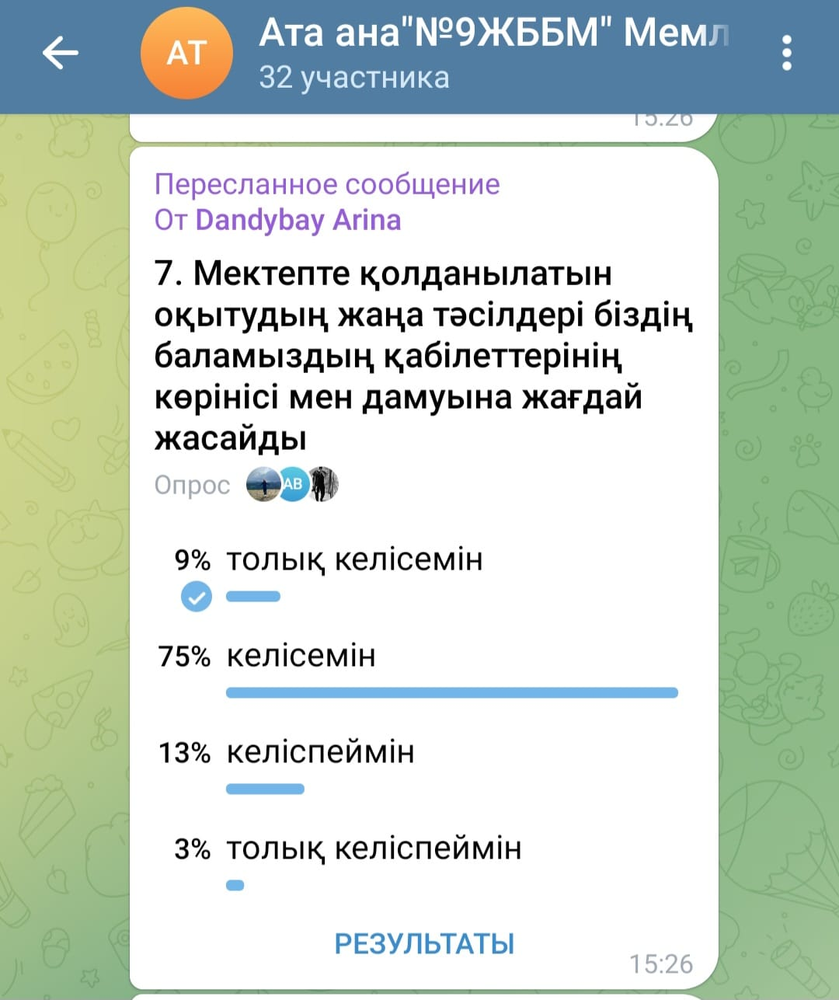 АТ
Ата ана"№9ЖББМ" Мемл
32 участника
15:26
Пересланное сообщение
От Dandybay Arina
7. Мектепте қолданылатын
оқытудың жаңа тәсілдері біздің
баламыздың қабілеттерінің
көрінісі мен дамуына жағдай
жасайды
Опрос AB
9% толық келісемін
75% келісемін
13% келіспеймін
3% толық келіспеймін
РЕЗУЛЬТАТЫ
15:26